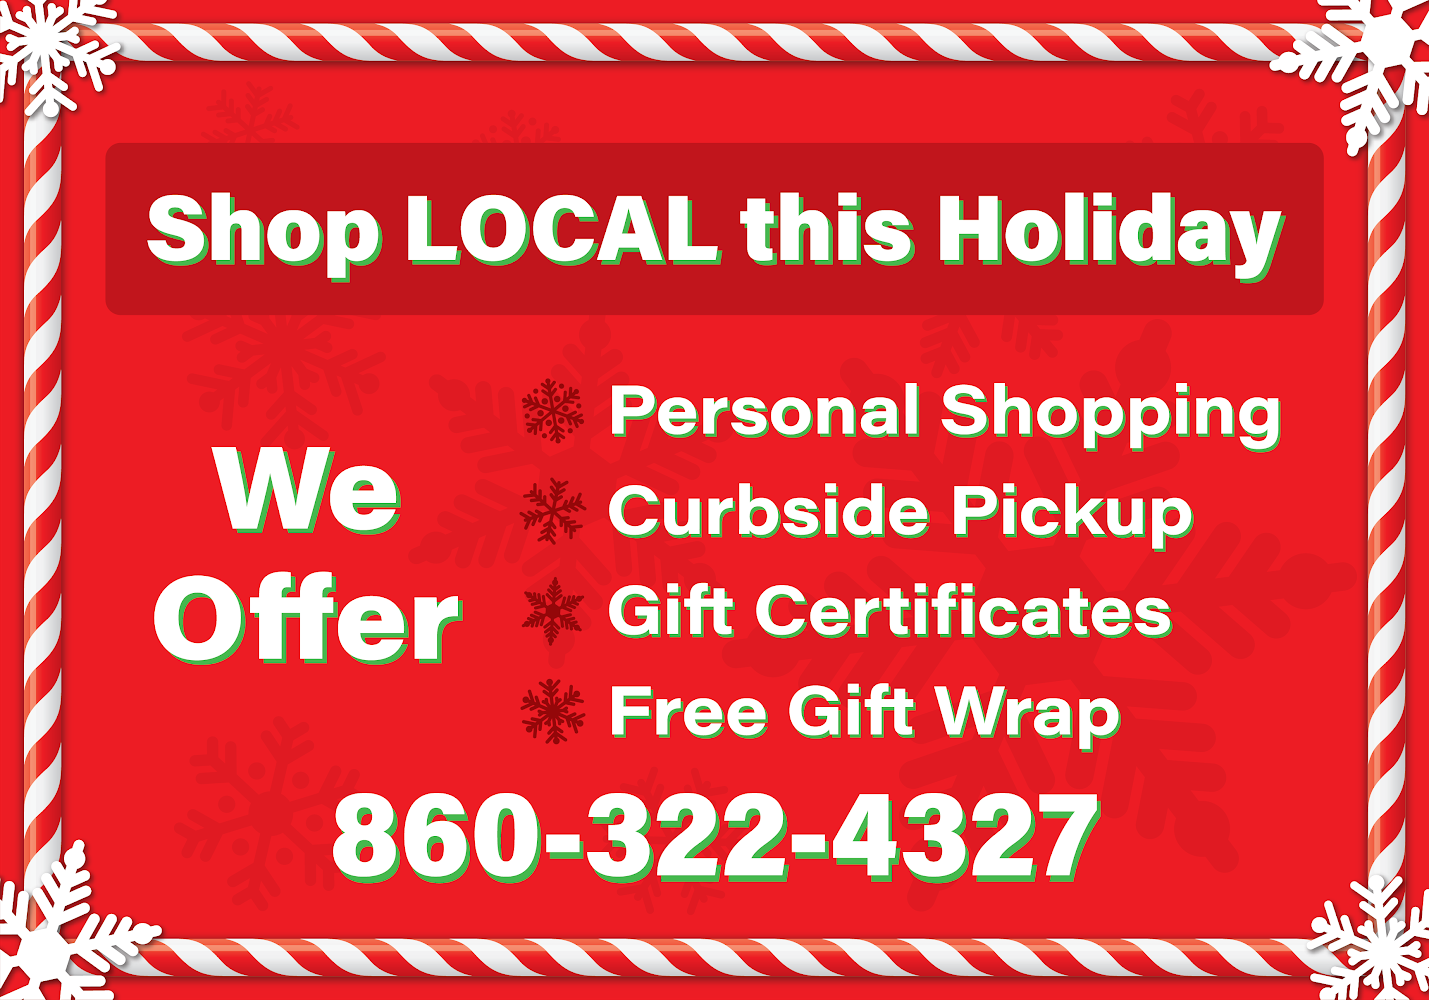 Shop LOCAL this Holiday
We
Offer
Personal Shopping
Curbside Pickup
Gift Certificates
Free Gift Wrap
860-322-4327